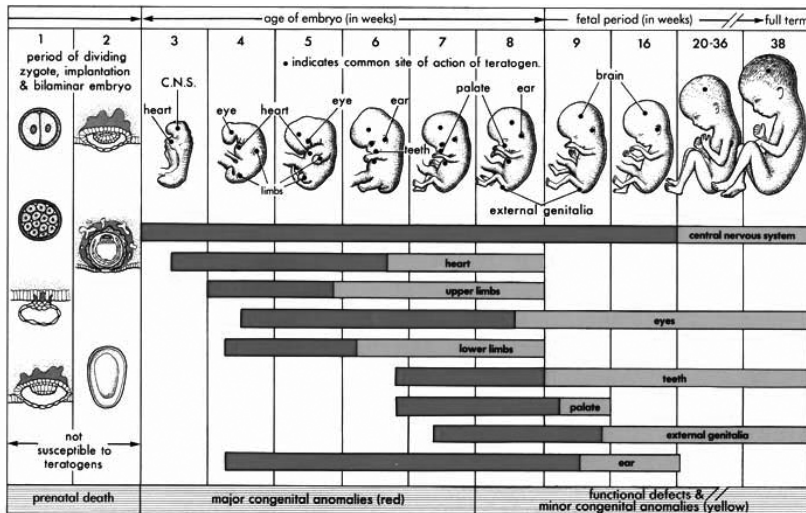 age of embryo (in weeks) fetal period (in weeks) full term
1 2 3 4 5 6 7 8 9 16 20-36 38
period of dividing
zygote, implantation
& bilaminar embryo
• indicates common site of action of teratogen.
C.N.S.
heart
eye
heart
eye
ear
palate
ear
brain
limbs
teeth
external genitalia
central nervous system
heart
upper limbs
eyes
lower limbs
teeth
palate
external genitalia
ear
not
susceptible to
teratogens
prenatal death
major congenital anomalies (red)
functional defects &
minor congenital anomalies (yellow)